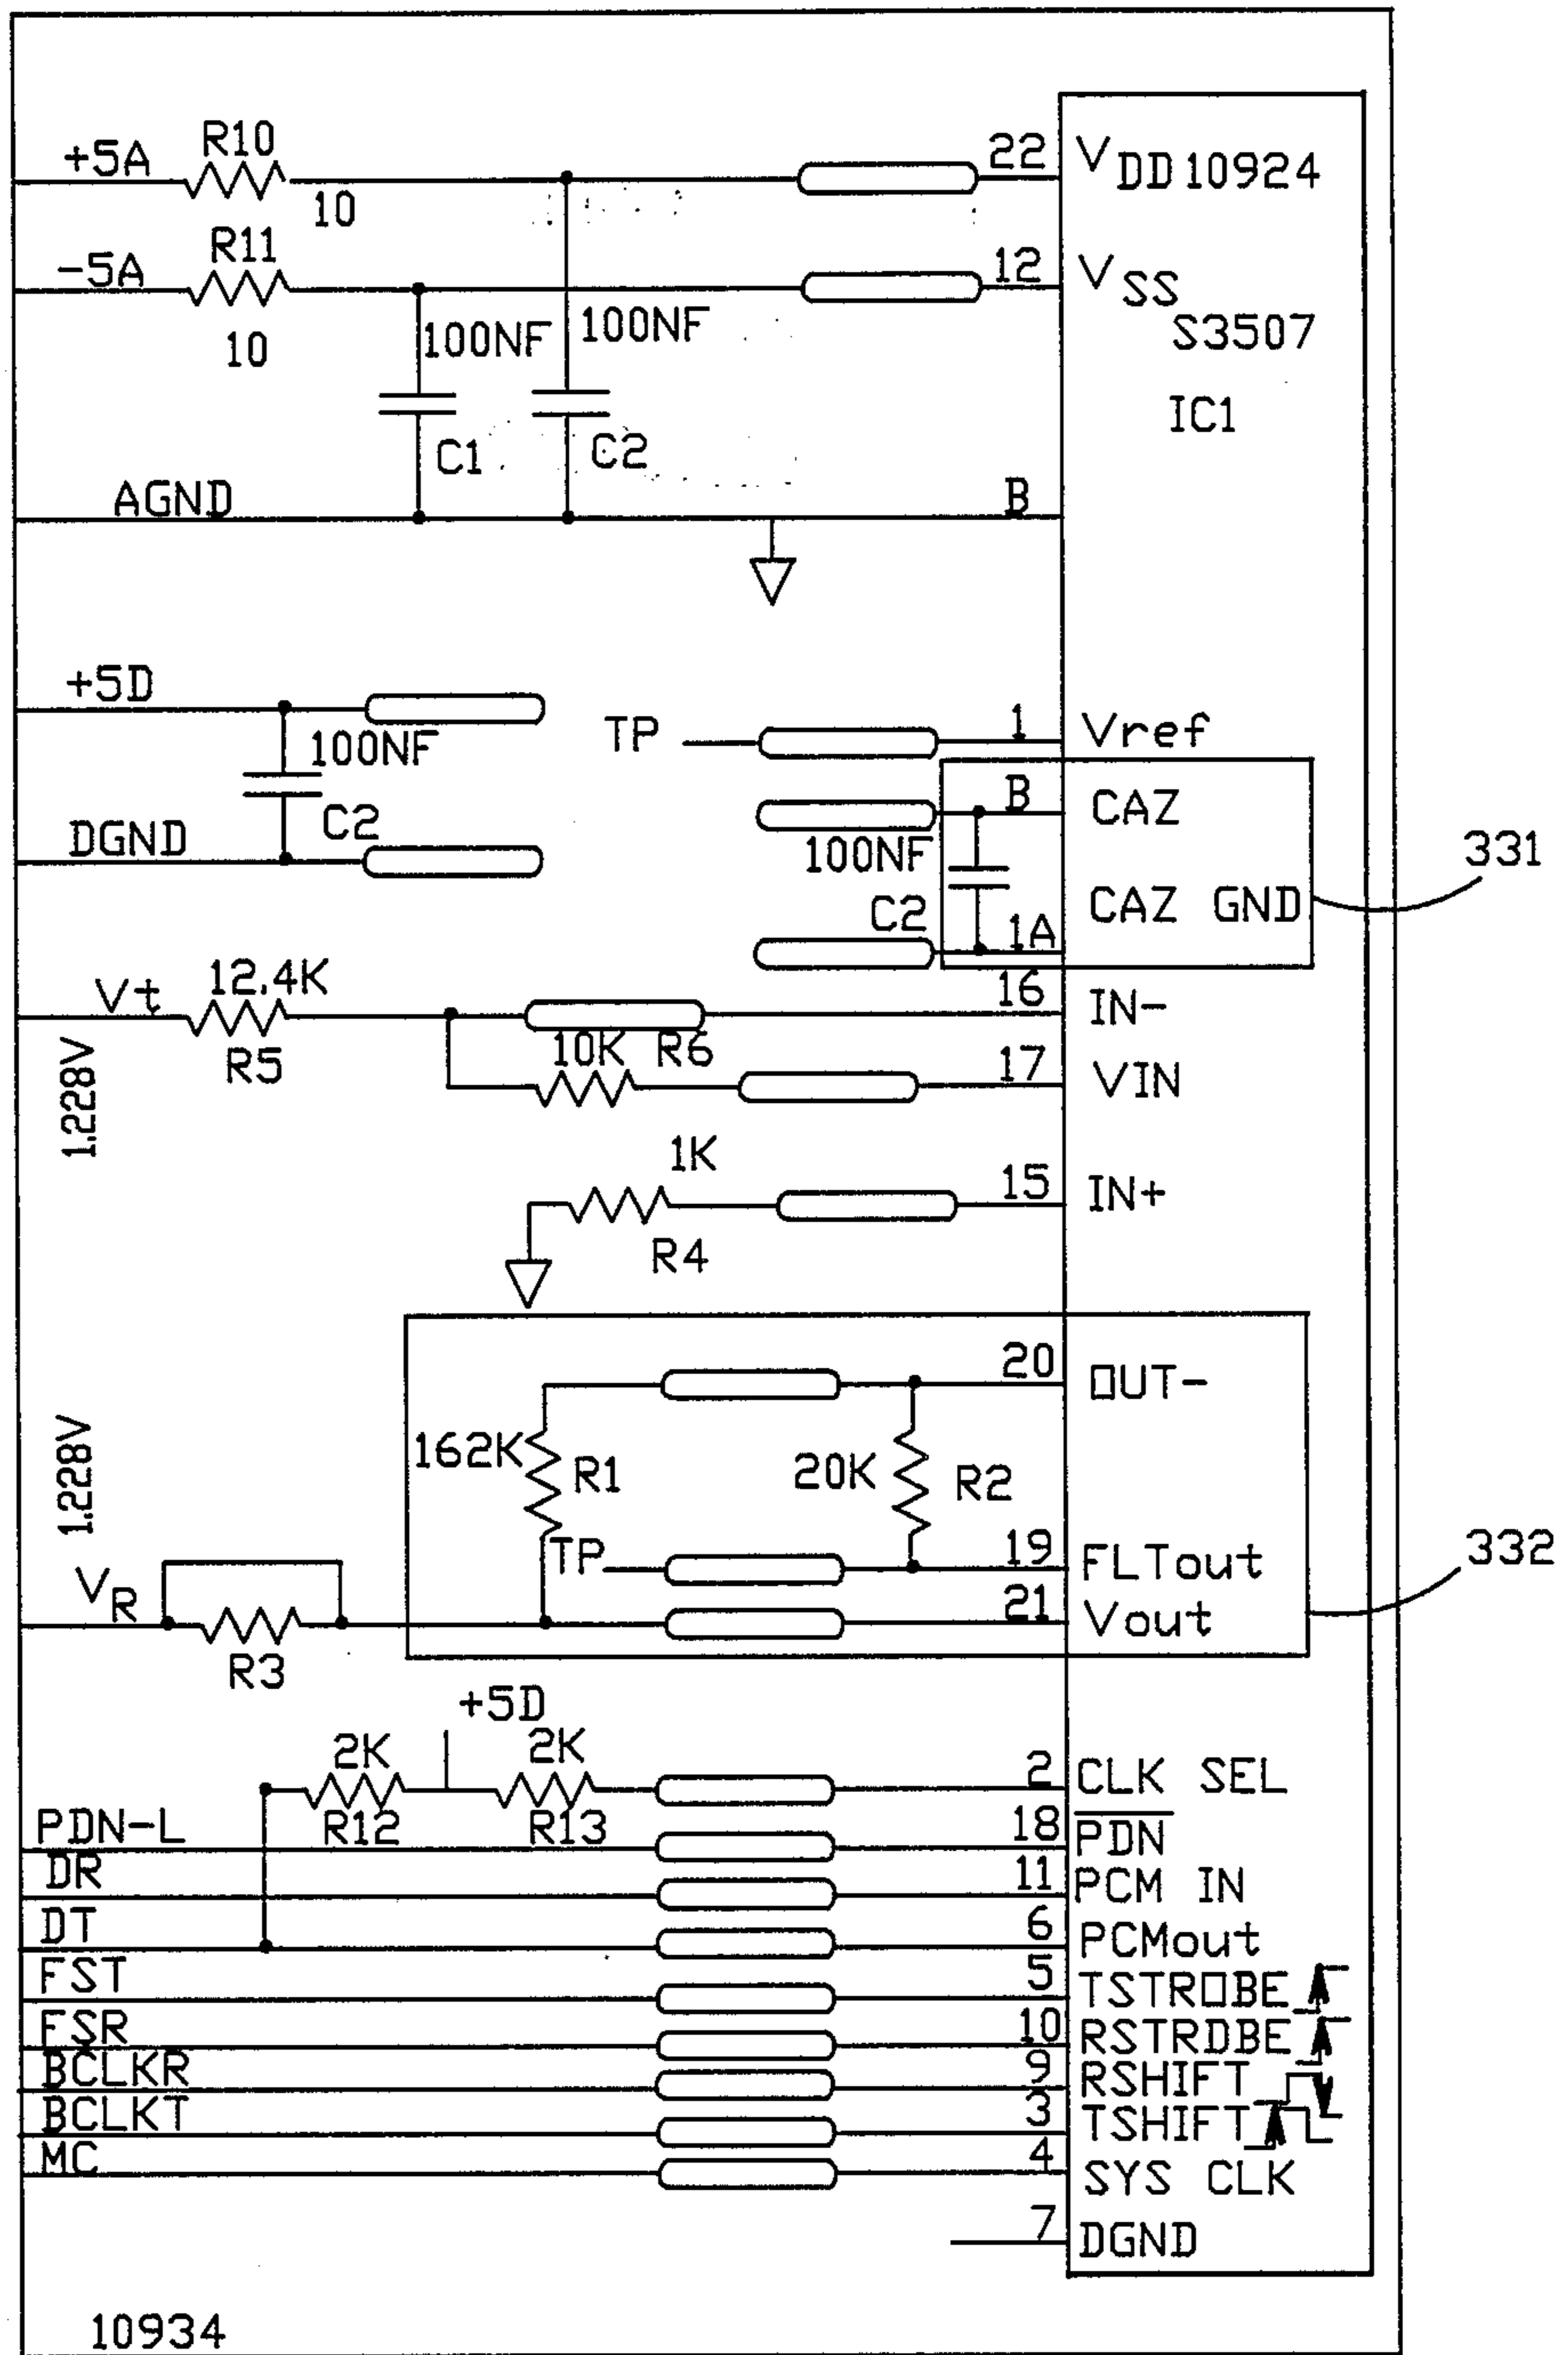 +5A R10 10 22 VDD 10924
-5A R11 10 12 VSS
S3507
IC1
100NF 100NF
C1 C2
AGND B
+5D
100NF
C2
DGND
TP 1 Vref
B CAZ
100NF
C2
CAZ GND 331
1A
Vt 12.4K R5 16 IN-
1.228V
10K R6 17 VIN
1K R4 15 IN+
20 OUT-
162K R1 20K R2
1.228V
TP 19 FLTout 332
VR R3 21 Vout
+5D
2K R12 2K R13 2 CLK SEL
PDN-L 18 PDN
DR 11 PCM IN
DT 6 PCMout
FST 5 TSTROBE
FSR 10 RSTRDBE
BCLKR 9 RSHIFT
BCLKT 3 TSHIFT
MC 4 SYS CLK
7 DGND
10934